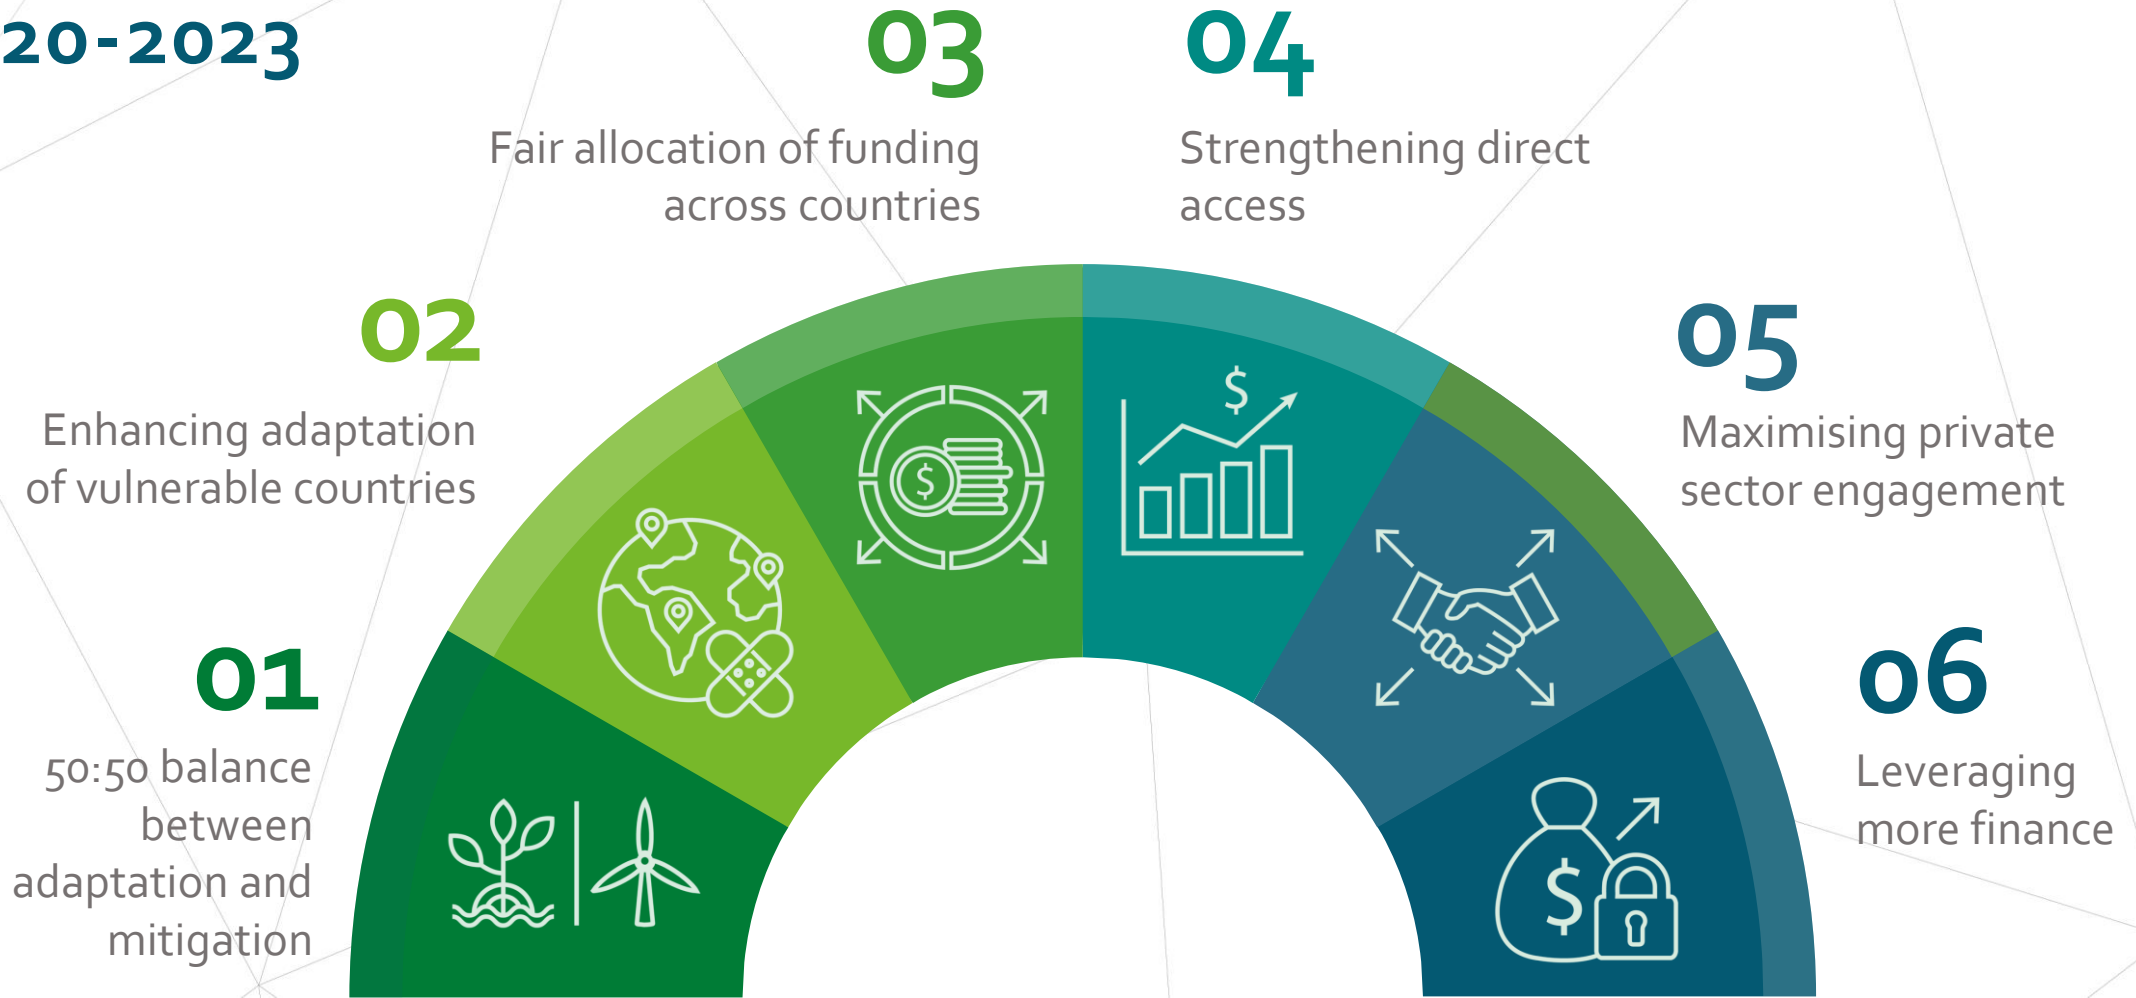 20-2023
01
50:50 balance
between
adaptation and
mitigation
02
Enhancing adaptation
of vulnerable countries
03
Fair allocation of funding
across countries
04
Strengthening direct
access
05
Maximising private
sector engagement
06
Leveraging
more finance
$
$
$